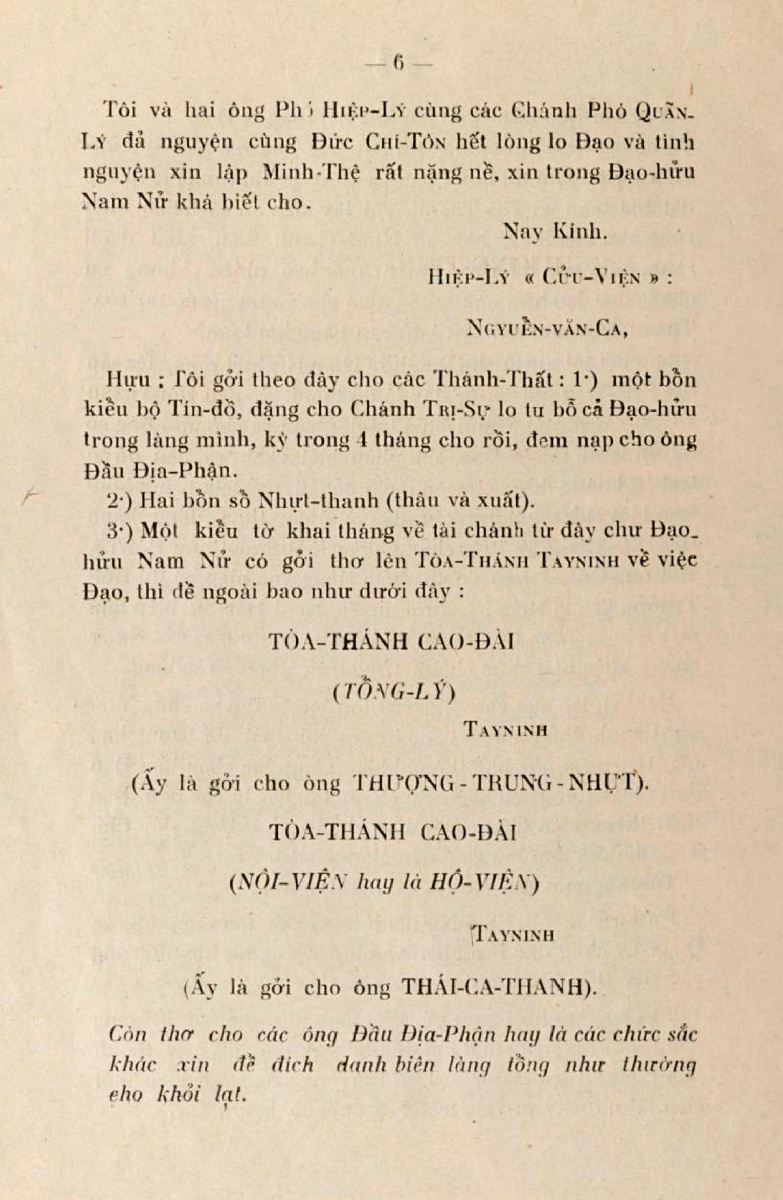 — 6 —
Tôi và hai ông Phó HIỆP-LÝ cùng các Chánh Phó QUÃN-
LÝ đả nguyện cùng Đức CHÍ-TÔN hết lòng lo Đạo và tình
nguyện xin lập Minh-Thệ rất nặng nề, xin trong Đạo-hữu
Nam Nử khá biết cho.
Nay Kính.
HIỆP-LÝ « CỬU-VIỆN » :
NGYUỄN-VĂN-CA,
Hựu : Tôi gởi theo đây cho các Thánh-Thất : 1·) một bồn
kiểu bộ Tín-đồ, đặng cho Chánh TRỊ-SỰ lo tu bỗ cả Đạo-hửu
trong làng mình, kỳ trong 4 tháng cho rồi, đem nạp cho ông
Đầu Địa-Phận.
2·) Hai bồn sồ Nhựt-thanh (thâu và xuất).
3·) Một kiểu tờ khai tháng về tài chánh từ đây chư Đạo-
hửu Nam Nử có gởi thơ lên TÒA-THÁNH TAYNINH về việc
Đạo, thì đề ngoài bao như dưới đây :
TÒA-THÁNH CAO-ĐÀI
(TỔNG-LÝ)
TAYNINH
(Ấy là gởi cho ông THƯỢNG-TRUNG-NHỰT).
TÒA-THÁNH CAO-ĐÀI
(NỘI-VIỆN hay là HỘ-VIỆN)
TAYNINH
(Ấy là gởi cho ông THÁI-CA-THANH).
Còn thơ cho các ông Đầu Địa-Phận hay là các chức sắc
khác xin đề đích danh biên làng tổng như thường
cho khỏi lạt.